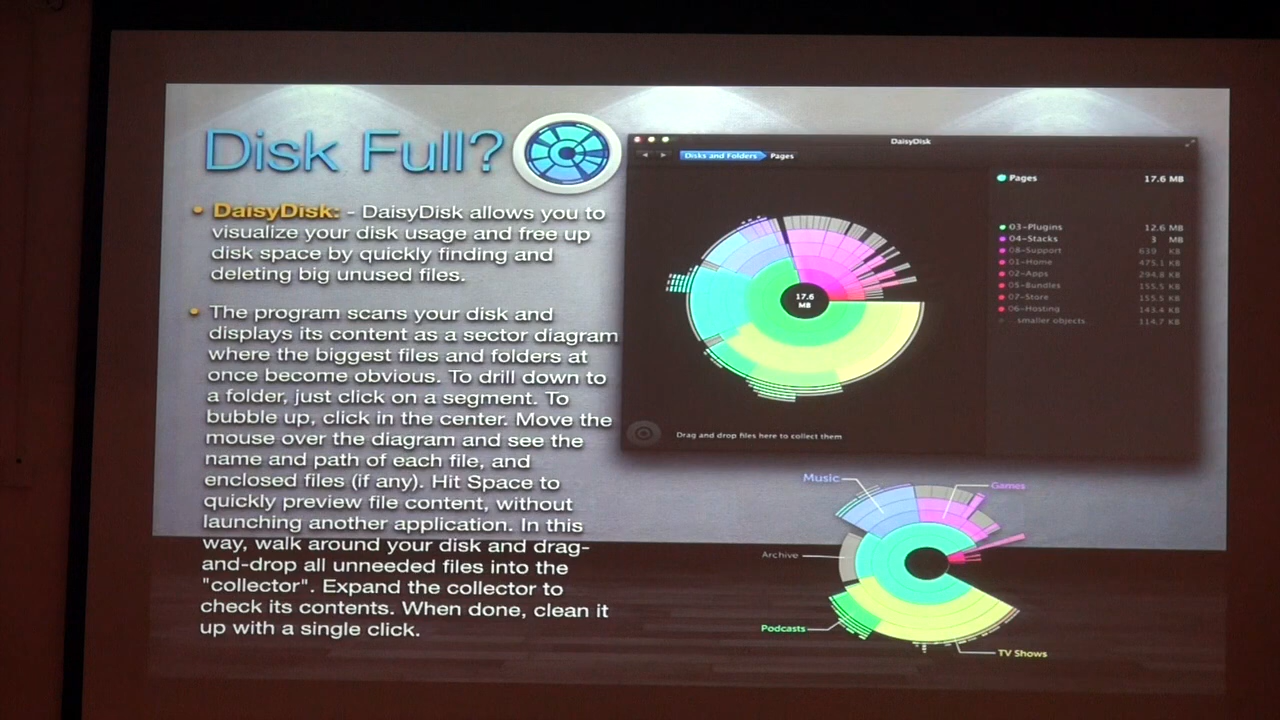 Disk Full?
• DaisyDisk: - DaisyDisk allows you to
visualize your disk usage and free up
disk space by quickly finding and
deleting big unused files.
• The program scans your disk and
displays its content as a sector diagram
where the biggest files and folders at
once become obvious. To drill down to
a folder, just click on a segment. To
bubble up, click in the center. Move the
mouse over the diagram and see the
name and path of each file, and
enclosed files (if any). Hit Space to
quickly preview file content, without
launching another application. In this
way, walk around your disk and drag-
and-drop all unneeded files into the
"collector". Expand the collector to
check its contents. When done, clean it
up with a single click.
DaisyDisk
Disks and Folders Pages
Pages 17.6 MB
03-Plugins 12.6 MB
04-Stacks 3 MB
08-Support 639 KB
01-Home 475.1 KB
02-Apps 294.8 KB
05-Bundles 155.5 KB
07-Store 155.5 KB
06-Hosting 143.4 KB
smaller objects 114.7 KB
17.6
MB
Drag and drop files here to collect them
Music
Games
Archive
Podcasts
TV Shows